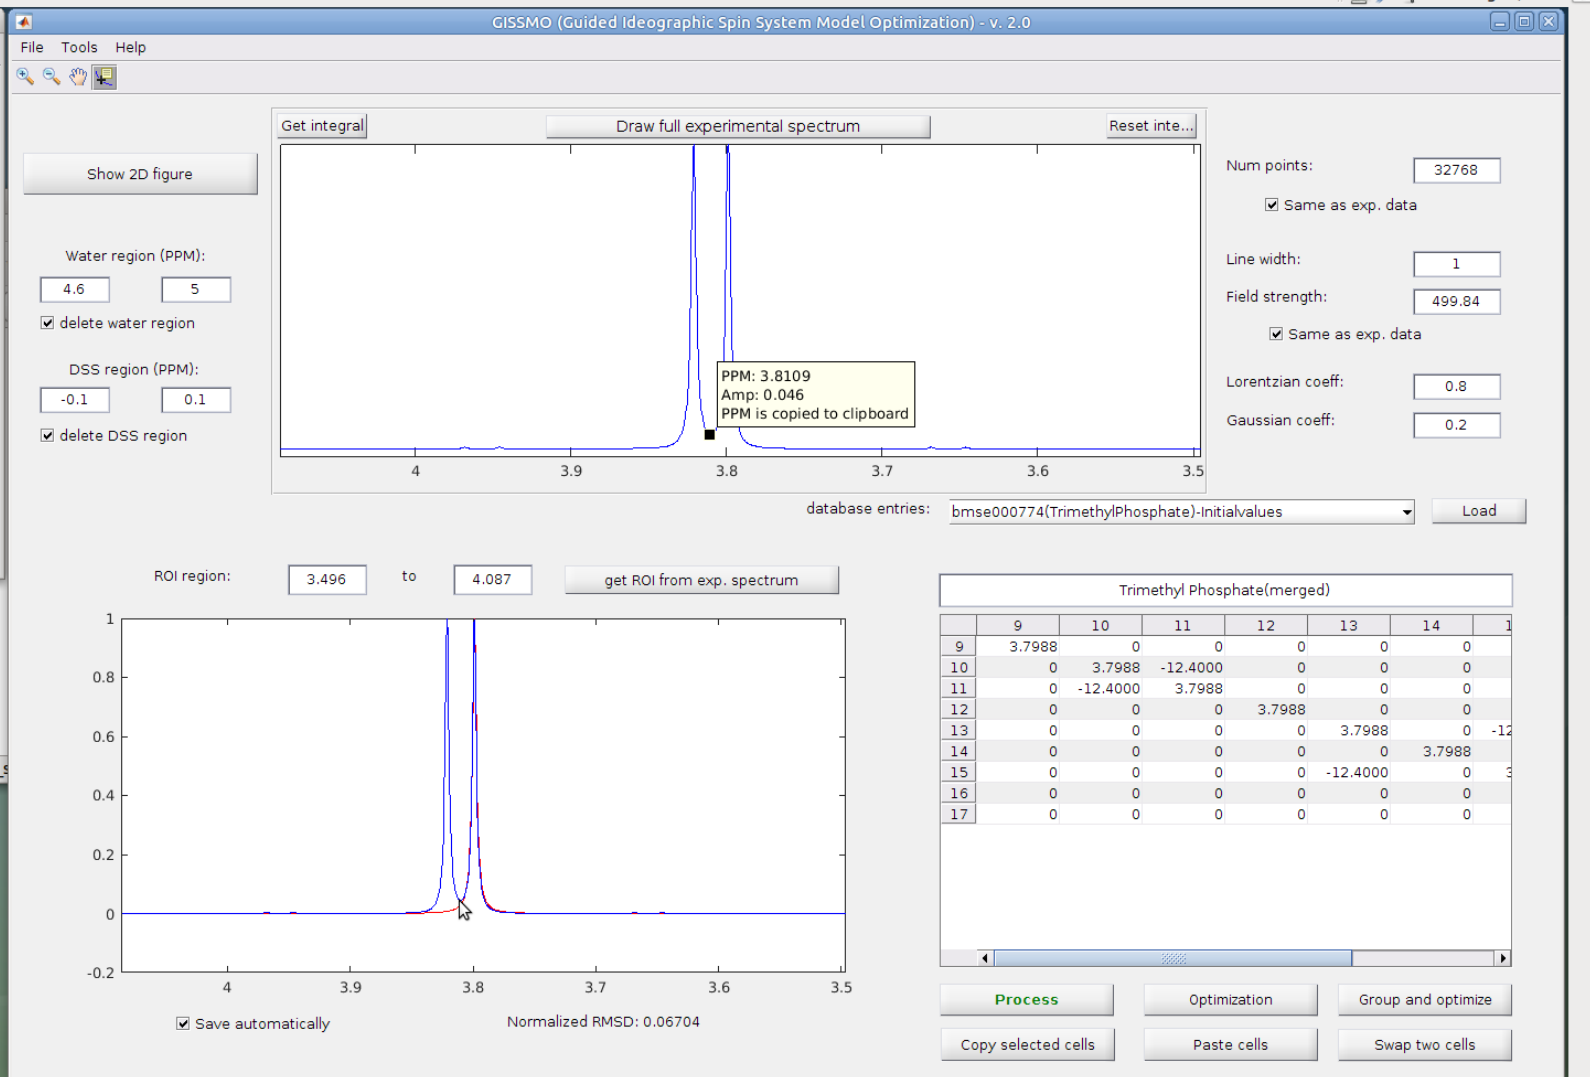 GISSMO (Guided Ideographic Spin System Model Optimization) - v. 2.0
File Tools Help
Get integral Draw full experimental spectrum Reset inte...
Show 2D figure
Water region (PPM):
4.6 5
delete water region
DSS region (PPM):
-0.1 0.1
delete DSS region
PPM: 3.8109
Amp: 0.046
PPM is copied to clipboard
4 3.9 3.8 3.7 3.6 3.5
Num points: 32768
Same as exp. data
Line width: 1
Field strength: 499.84
Same as exp. data
Lorentzian coeff: 0.8
Gaussian coeff: 0.2
database entries: bmse000774(TrimethylPhosphate)-Initialvalues Load
ROI region: 3.496 to 4.087 get ROI from exp. spectrum
1
0.8
0.6
0.4
0.2
0
-0.2
4 3.9 3.8 3.7 3.6 3.5
Save automatically Normalized RMSD: 0.06704
Trimethyl Phosphate(merged)
9 10 11 12 13 14 1
9 3.7988 0 0 0 0 0
10 0 3.7988 -12.4000 0 0 0
11 0 -12.4000 3.7988 0 0 0
12 0 0 0 3.7988 0 0
13 0 0 0 0 3.7988 0 -12
14 0 0 0 0 0 3.7988
15 0 0 0 0 -12.4000 0 3
16 0 0 0 0 0 0
17 0 0 0 0 0 0
Process Optimization Group and optimize
Copy selected cells Paste cells Swap two cells